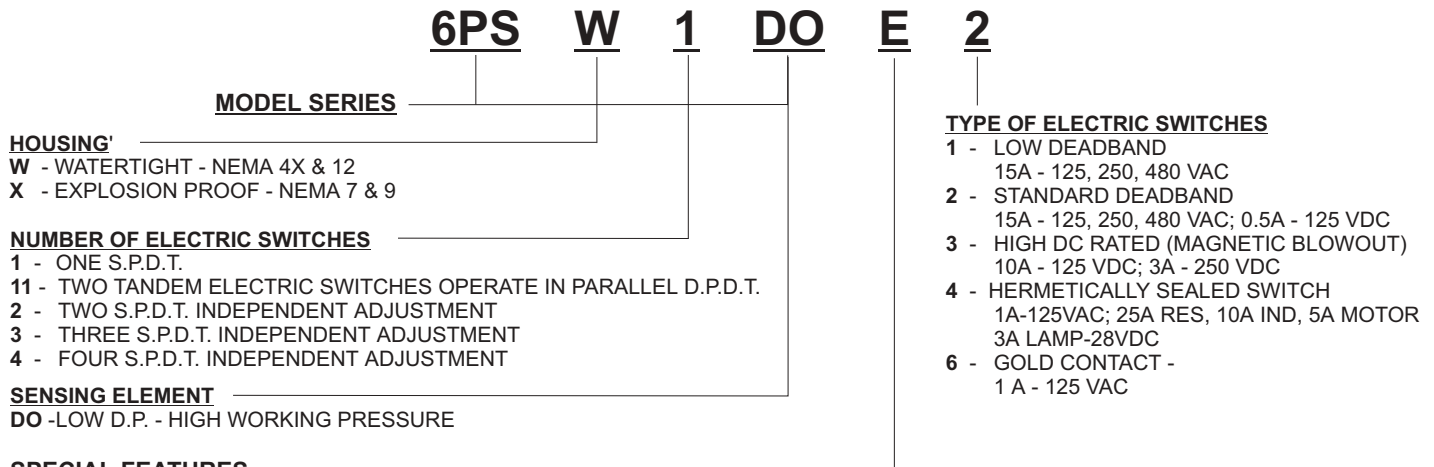 6PS W 1 DO E 2
MODEL SERIES
HOUSING'
W - WATERTIGHT - NEMA 4X & 12
X - EXPLOSION PROOF - NEMA 7 & 9
NUMBER OF ELECTRIC SWITCHES
1 - ONE S.P.D.T.
11 - TWO TANDEM ELECTRIC SWITCHES OPERATE IN PARALLEL D.P.D.T.
2 - TWO S.P.D.T. INDEPENDENT ADJUSTMENT
3 - THREE S.P.D.T. INDEPENDENT ADJUSTMENT
4 - FOUR S.P.D.T. INDEPENDENT ADJUSTMENT
SENSING ELEMENT
DO -LOW D.P. - HIGH WORKING PRESSURE
SPECIAL FEATURES
TYPE OF ELECTRIC SWITCHES
1 - LOW DEADBAND
15A - 125, 250, 480 VAC
2 - STANDARD DEADBAND
15A - 125, 250, 480 VAC; 0.5A - 125 VDC
3 - HIGH DC RATED (MAGNETIC BLOWOUT)
10A - 125 VDC; 3A - 250 VDC
4 - HERMETICALLY SEALED SWITCH
1A-125VAC; 25A RES, 10A IND, 5A MOTOR
3A LAMP-28VDC
6 - GOLD CONTACT -
1 A - 125 VAC